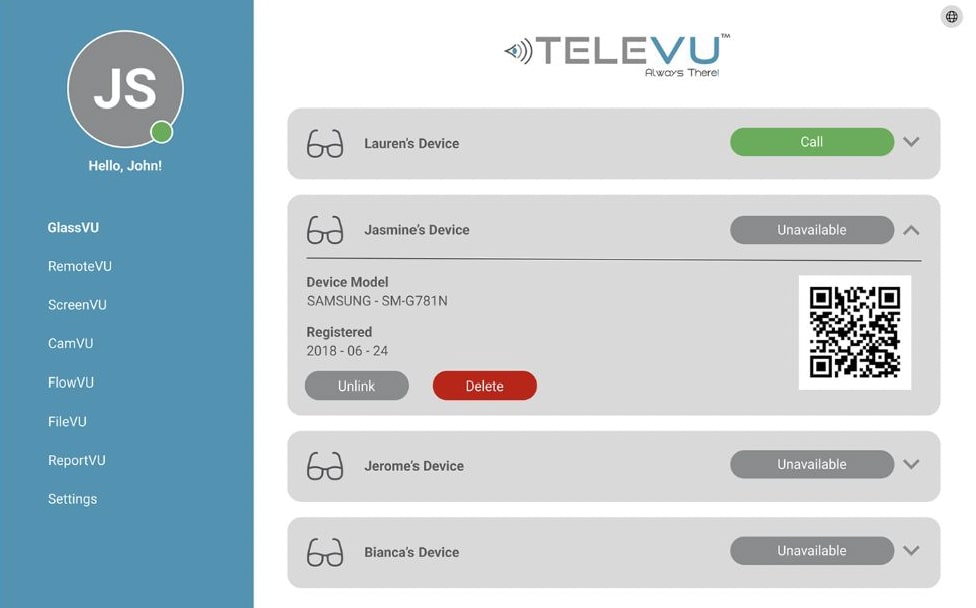 JS
Hello, John!
GlassVU
RemoteVU
ScreenVU
CamVU
FlowVU
FileVU
ReportVU
Settings
TELEVU™
Always There!
Lauren's Device
Call
Jasmine's Device
Unavailable
Device Model
SAMSUNG - SM-G781N
Registered
2018 - 06 - 24
Unlink
Delete
Jerome's Device
Unavailable
Bianca's Device
Unavailable